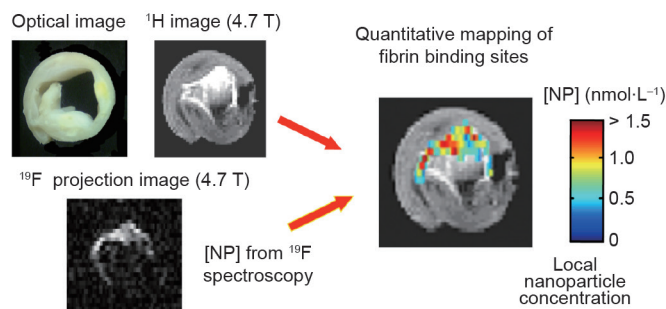 Optical image
¹H image (4.7 T)
¹⁹F projection image (4.7 T)
[NP] from ¹⁹F
spectroscopy
Quantitative mapping of
fibrin binding sites
[NP] (nmol·L⁻¹)
> 1.5
1.0
0.5
0
Local
nanoparticle
concentration